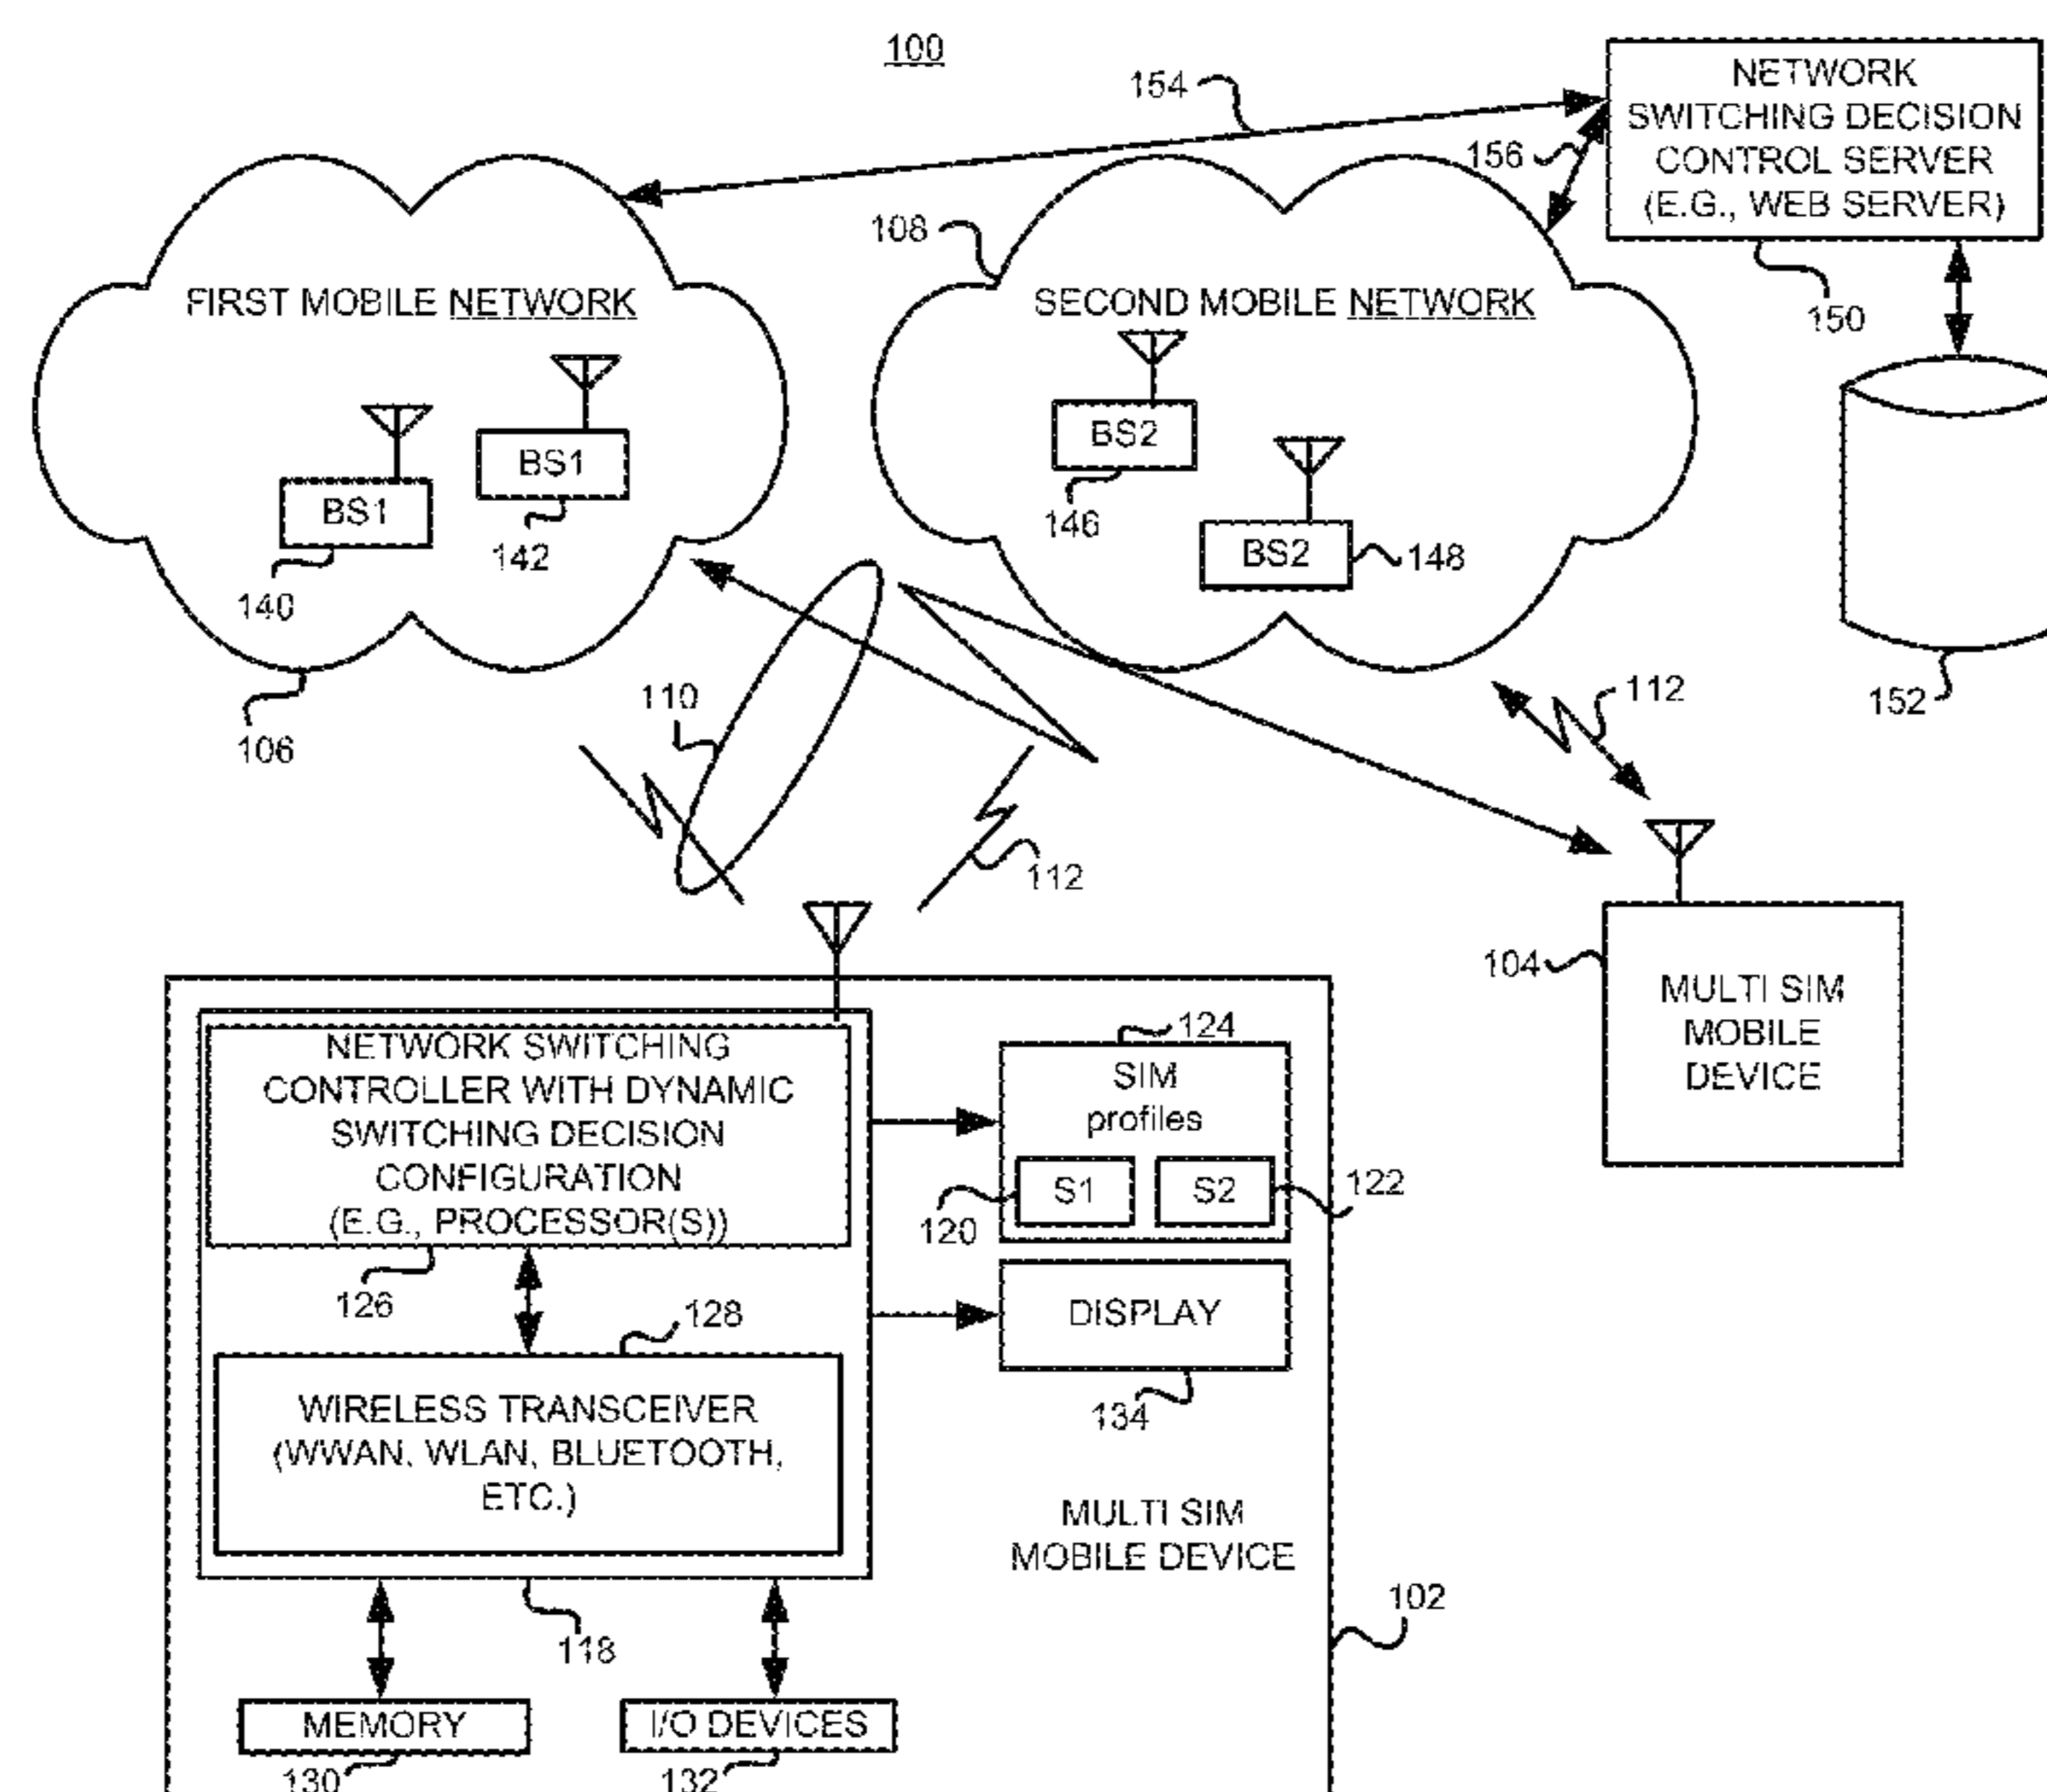 100
154
NETWORK
SWITCHING DECISION
CONTROL SERVER
(E.G., WEB SERVER)
156
108
150
FIRST MOBILE NETWORK
SECOND MOBILE NETWORK
BS1
142
BS1
140
BS2
146
BS2
148
106
110
112
152
112
104
MULTI SIM
MOBILE
DEVICE
NETWORK SWITCHING
CONTROLLER WITH DYNAMIC
SWITCHING DECISION
CONFIGURATION
(E.G., PROCESSOR(S))
126
124
SIM
profiles
S1
S2
120
122
128
DISPLAY
134
WIRELESS TRANSCEIVER
(WWAN, WLAN, BLUETOOTH,
ETC.)
MULTI SIM
MOBILE DEVICE
102
118
MEMORY
130
I/O DEVICES
132